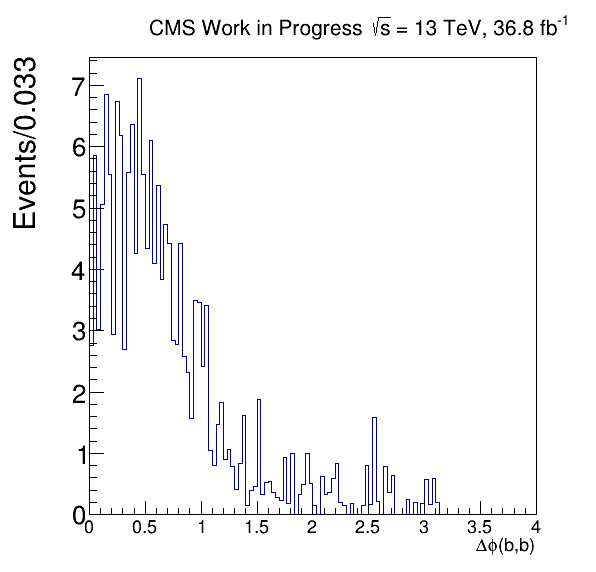 CMS Work in Progress √s = 13 TeV, 36.8 fb⁻¹
Events/0.033
7
6
5
4
3
2
1
0
0 0.5 1 1.5 2 2.5 3 3.5 4
Δϕ(b,b)